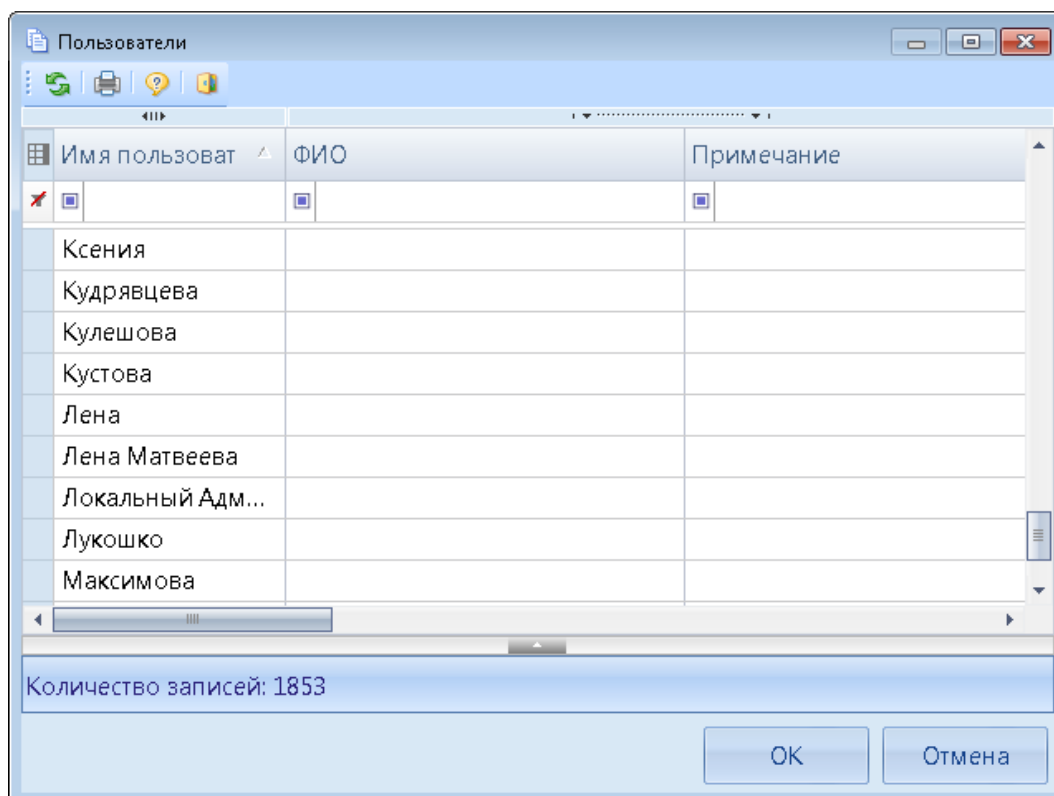 Пользователи
Имя пользоват ФИО Примечание
Ксения
Кудрявцева
Кулешова
Кустова
Лена
Лена Матвеева
Локальный Адм...
Лукошко
Максимова
Количество записей: 1853
OK Отмена